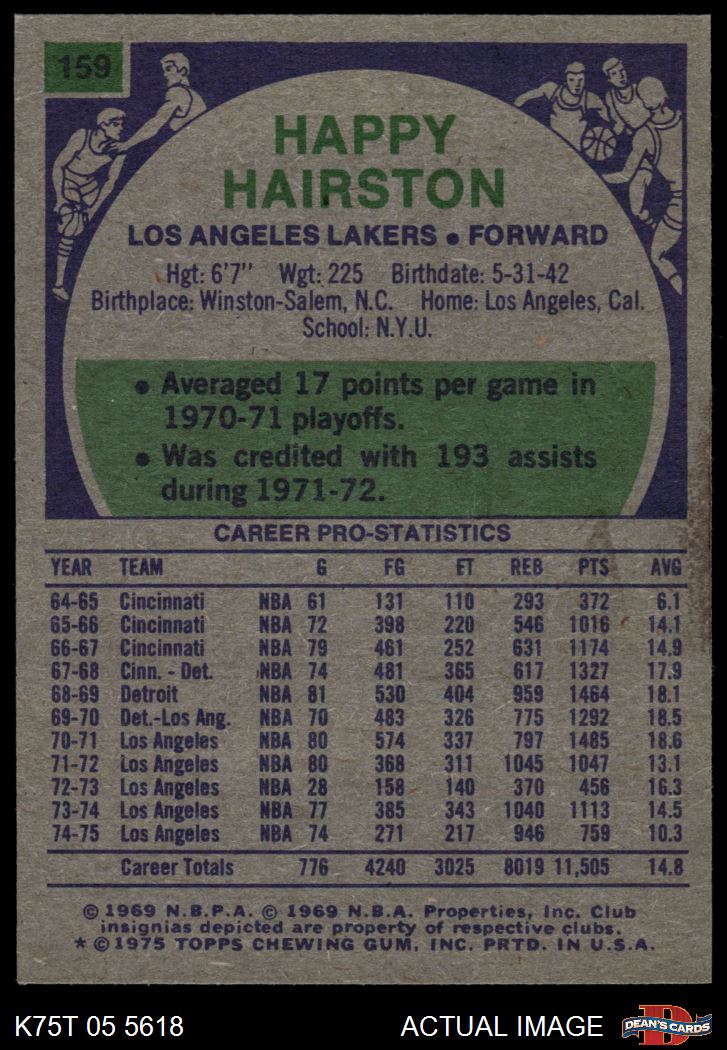 159
HAPPY
HAIRSTON
LOS ANGELES LAKERS • FORWARD
Hgt: 6'7" Wgt: 225 Birthdate: 5-31-42
Birthplace: Winston-Salem, N.C. Home: Los Angeles, Cal.
School: N.Y.U.
• Averaged 17 points per game in
1970-71 playoffs.
• Was credited with 193 assists
during 1971-72.
CAREER PRO-STATISTICS
YEAR TEAM G FG FT REB PTS AVG
64-65 Cincinnati NBA 61 131 110 293 372 6.1
65-66 Cincinnati NBA 72 398 220 546 1016 14.1
66-67 Cincinnati NBA 79 461 252 631 1174 14.9
67-68 Cinn. - Det. NBA 74 481 365 617 1327 17.9
68-69 Detroit NBA 81 530 404 959 1464 18.1
69-70 Det.-Los Ang. NBA 70 483 326 775 1292 18.5
70-71 Los Angeles NBA 80 574 337 797 1485 18.6
71-72 Los Angeles NBA 80 368 311 1045 1047 13.1
72-73 Los Angeles NBA 28 158 140 370 456 16.3
73-74 Los Angeles NBA 77 385 343 1040 1113 14.5
74-75 Los Angeles NBA 74 271 217 946 759 10.3
Career Totals 776 4240 3025 8019 11,505 14.8
© 1969 N.B.P.A. © 1969 N.B.A. Properties, Inc. Club
insignias depicted are property of respective clubs.
* © 1975 TOPPS CHEWING GUM, INC. PRTD. IN U.S.A.
K75T 05 5618 ACTUAL IMAGE D DEAN'S CARDS